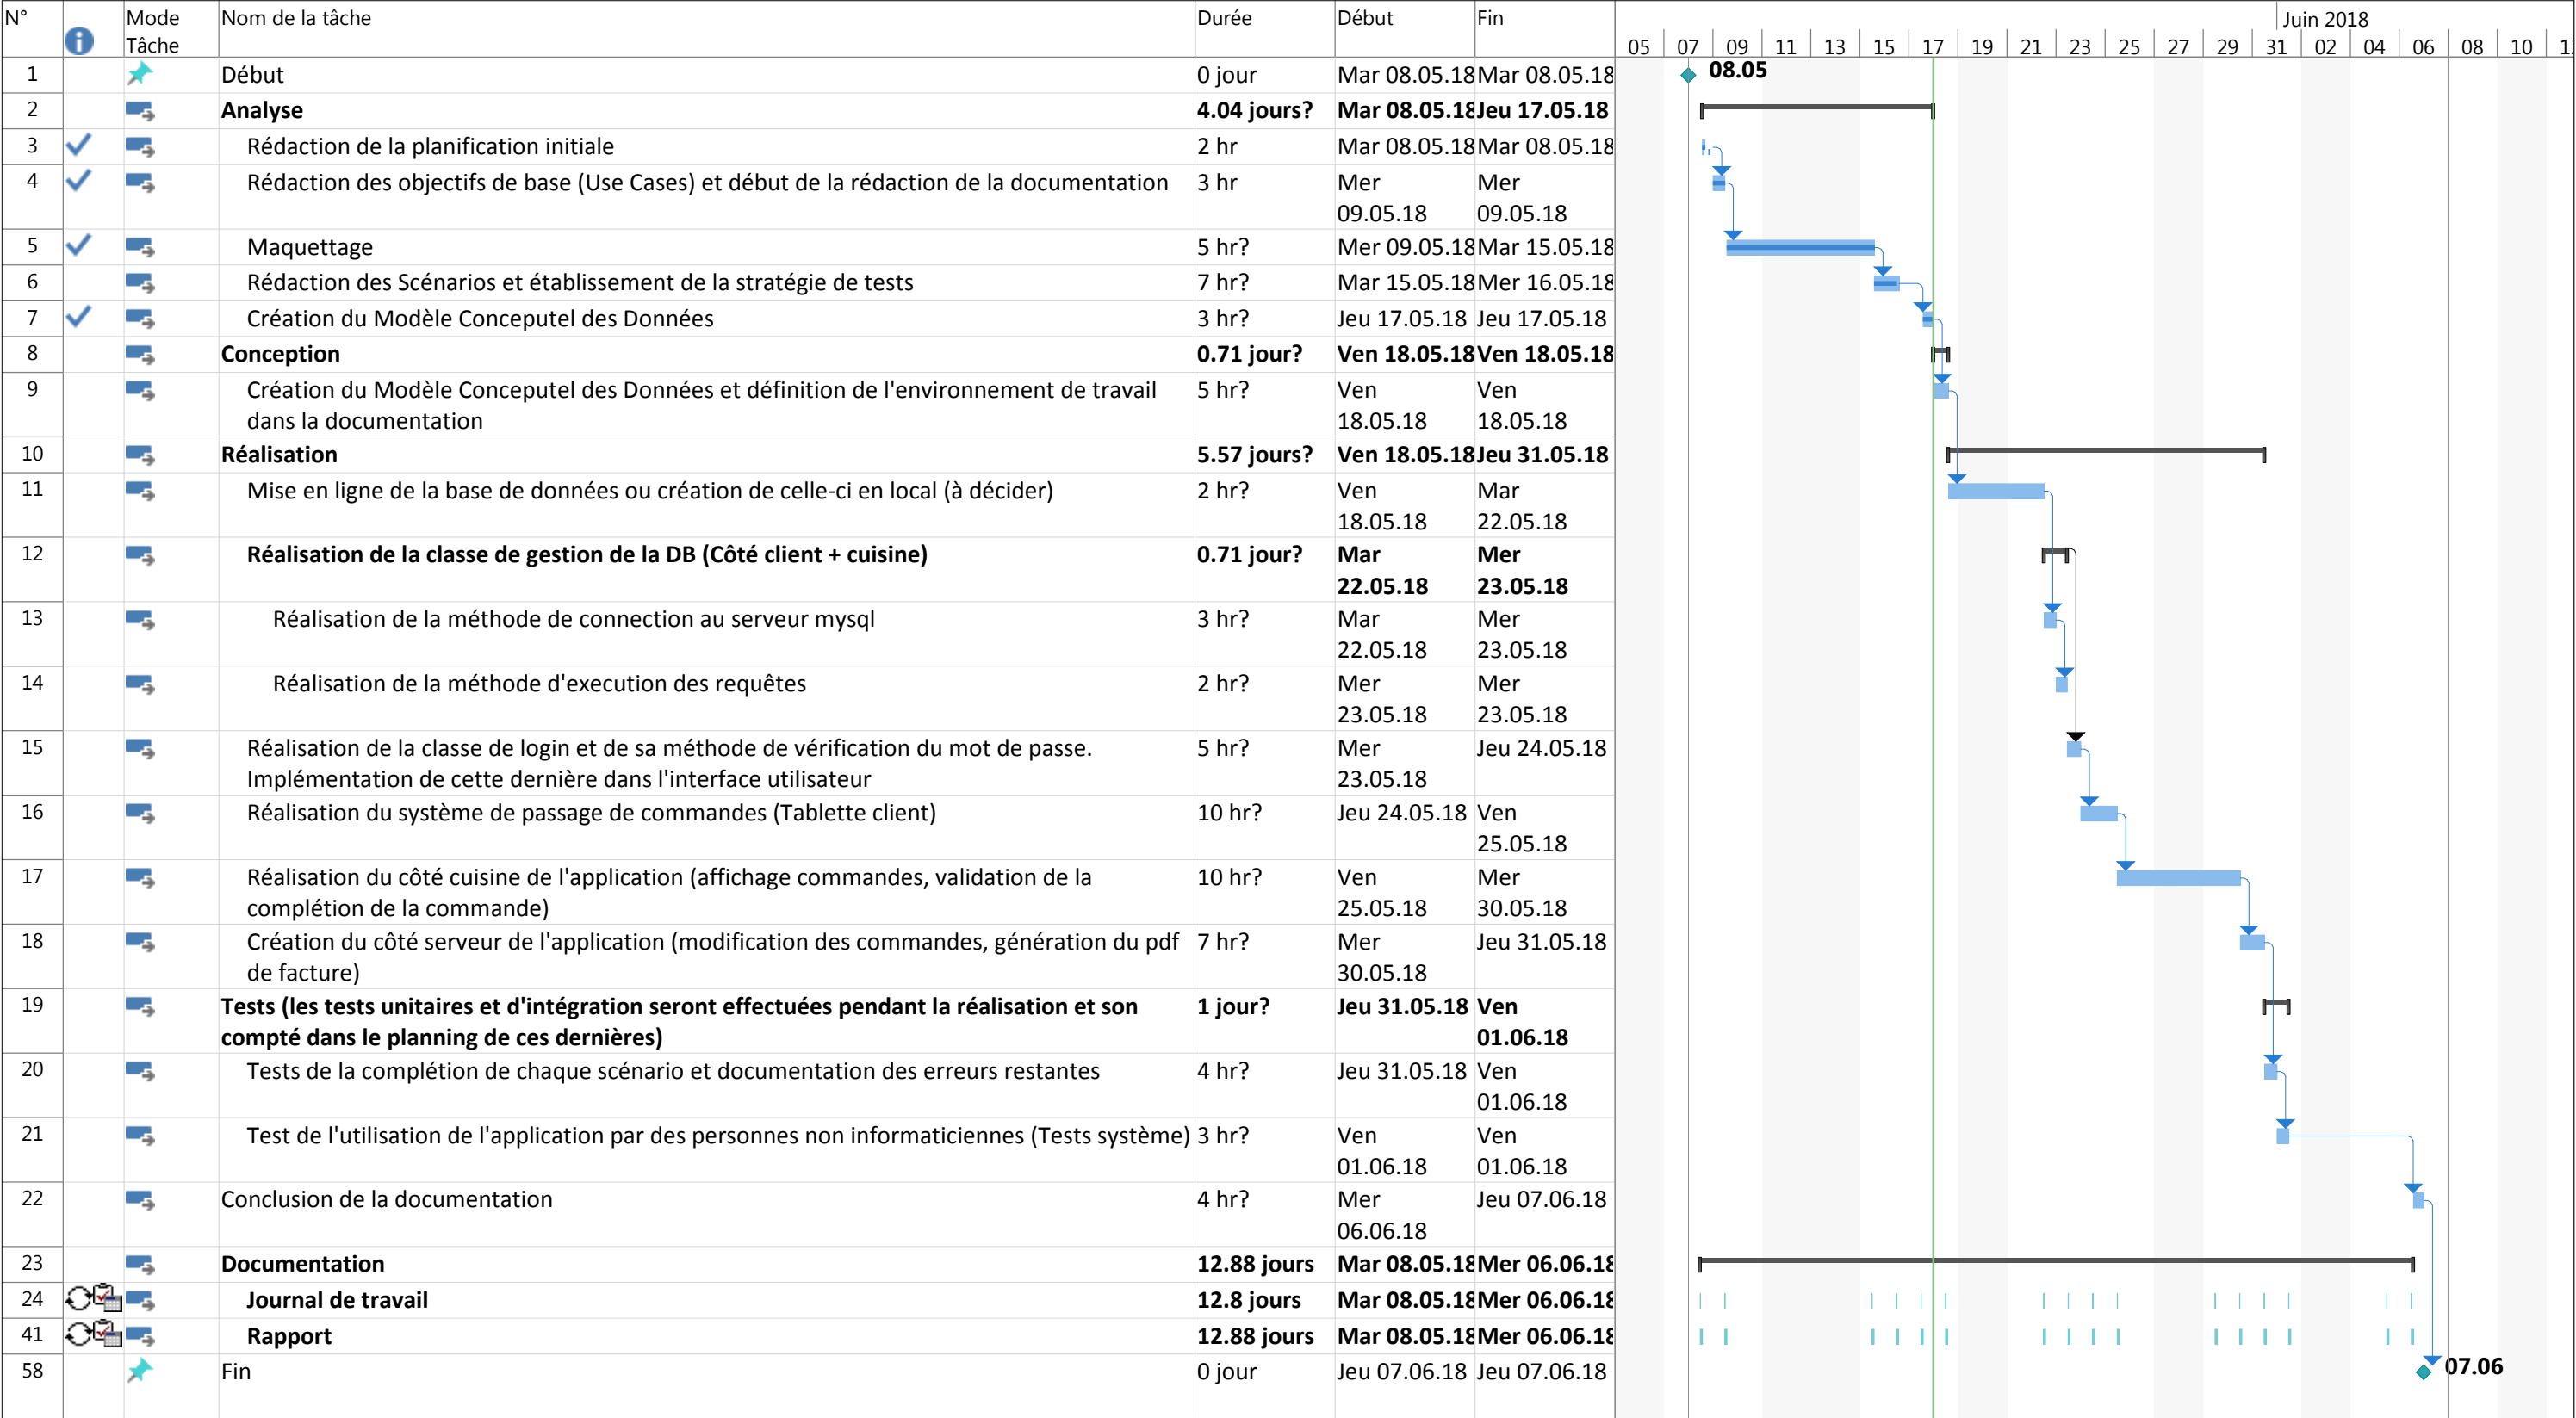 N° Mode Tâche Nom de la tâche Durée Début Fin
Juin 2018
05 07 09 11 13 15 17 19 21 23 25 27 29 31 02 04 06 08 10
1 Début 0 jour Mar 08.05.18 Mar 08.05.18
08.05
2 Analyse 4.04 jours? Mar 08.05.18 Jeu 17.05.18
3 Rédaction de la planification initiale 2 hr Mar 08.05.18 Mar 08.05.18
4 Rédaction des objectifs de base (Use Cases) et début de la rédaction de la documentation 3 hr Mer 09.05.18 Mer 09.05.18
5 Maquettage 5 hr? Mer 09.05.18 Mar 15.05.18
6 Rédaction des Scénarios et établissement de la stratégie de tests 7 hr? Mar 15.05.18 Mer 16.05.18
7 Création du Modèle Conceputel des Données 3 hr? Jeu 17.05.18 Jeu 17.05.18
8 Conception 0.71 jour? Ven 18.05.18 Ven 18.05.18
9 Création du Modèle Conceputel des Données et définition de l'environnement de travail
dans la documentation 5 hr? Ven 18.05.18 Ven 18.05.18
10 Réalisation 5.57 jours? Ven 18.05.18 Jeu 31.05.18
11 Mise en ligne de la base de données ou création de celle-ci en local (à décider) 2 hr? Ven 18.05.18 Mar 22.05.18
12 Réalisation de la classe de gestion de la DB (Côté client + cuisine) 0.71 jour? Mar 22.05.18 Mer 23.05.18
13 Réalisation de la méthode de connection au serveur mysql 3 hr? Mar 22.05.18 Mer 23.05.18
14 Réalisation de la méthode d'execution des requêtes 2 hr? Mer 23.05.18 Mer 23.05.18
15 Réalisation de la classe de login et de sa méthode de vérification du mot de passe.
Implémentation de cette dernière dans l'interface utilisateur 5 hr? Mer 23.05.18 Jeu 24.05.18
16 Réalisation du système de passage de commandes (Tablette client) 10 hr? Jeu 24.05.18 Ven 25.05.18
17 Réalisation du côté cuisine de l'application (affichage commandes, validation de la
complétion de la commande) 10 hr? Ven 25.05.18 Mer 30.05.18
18 Création du côté serveur de l'application (modification des commandes, génération du pdf
de facture) 7 hr? Mer 30.05.18 Jeu 31.05.18
19 Tests (les tests unitaires et d'intégration seront effectuées pendant la réalisation et son
compté dans le planning de ces dernières) 1 jour? Jeu 31.05.18 Ven 01.06.18
20 Tests de la complétion de chaque scénario et documentation des erreurs restantes 4 hr? Jeu 31.05.18 Ven 01.06.18
21 Test de l'utilisation de l'application par des personnes non informaticiennes (Tests système) 3 hr? Ven 01.06.18 Ven 01.06.18
22 Conclusion de la documentation 4 hr? Mer 06.06.18 Jeu 07.06.18
23 Documentation 12.88 jours Mar 08.05.18 Mer 06.06.18
24 Journal de travail 12.8 jours Mar 08.05.18 Mer 06.06.18
41 Rapport 12.88 jours Mar 08.05.18 Mer 06.06.18
58 Fin 0 jour Jeu 07.06.18 Jeu 07.06.18
07.06